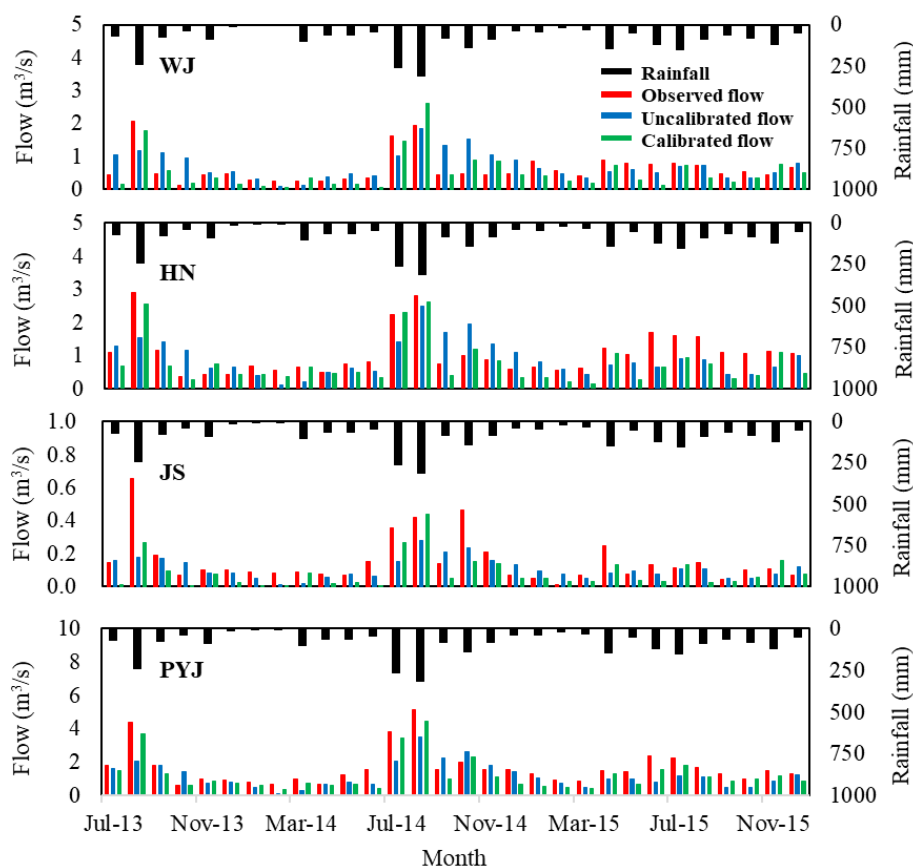 5
4
3
2
1
0
Flow (m³/s)
WJ
Rainfall
Observed flow
Uncalibrated flow
Calibrated flow
0
250
500
750
1000
Rainfall (mm)
5
4
3
2
1
0
Flow (m³/s)
HN
0
250
500
750
1000
Rainfall (mm)
1.0
0.8
0.6
0.4
0.2
0.0
Flow (m³/s)
JS
0
250
500
750
1000
Rainfall (mm)
10
8
6
4
2
0
Flow (m³/s)
PYJ
0
250
500
750
1000
Rainfall (mm)
Jul-13 Nov-13 Mar-14 Jul-14 Nov-14 Mar-15 Jul-15 Nov-15
Month